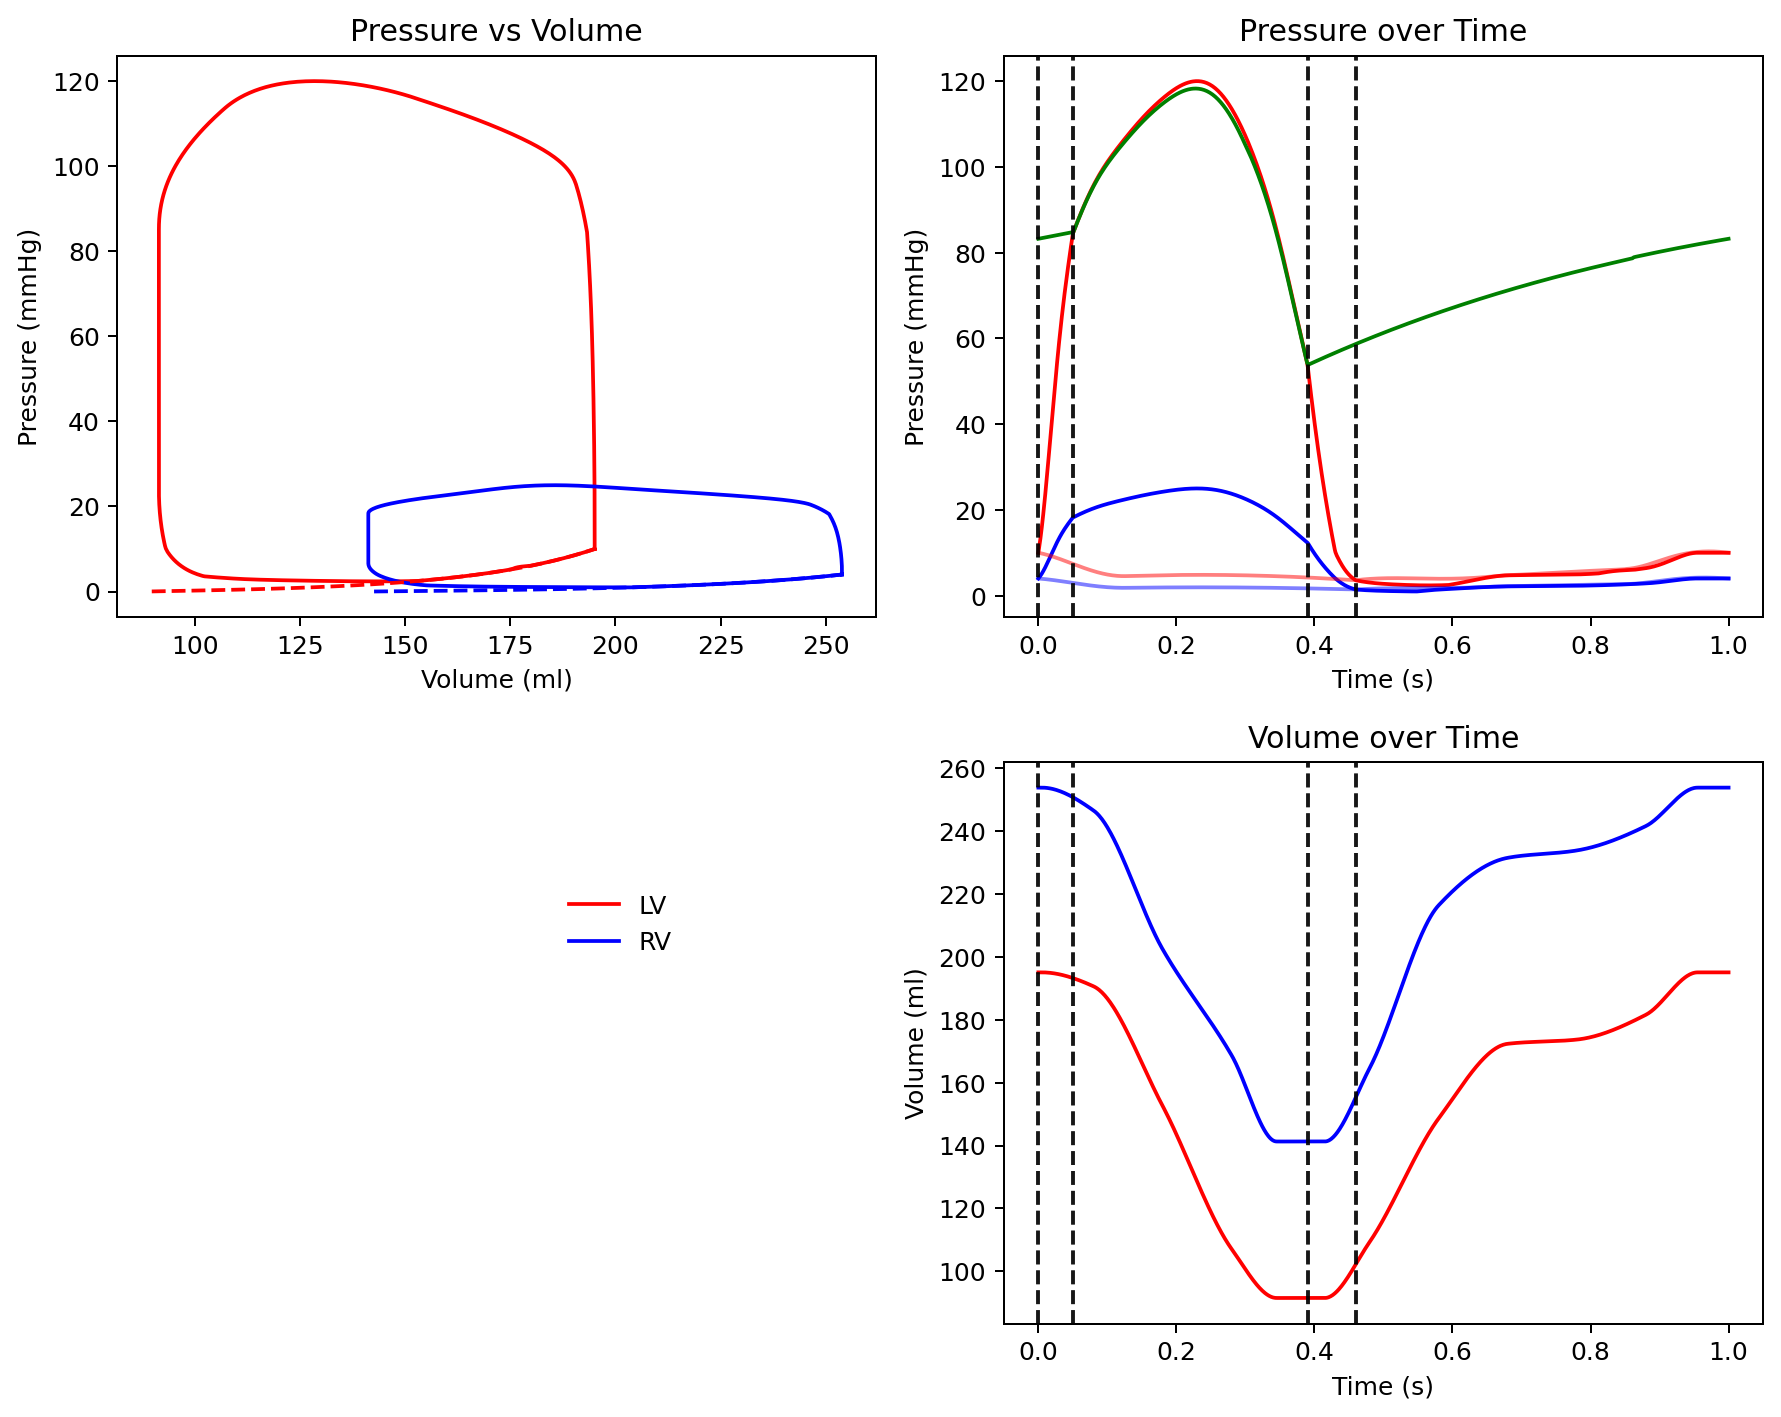 Pressure vs Volume
Pressure (mmHg)
120
100
80
60
40
20
0
100 125 150 175 200 225 250
Volume (ml)
Pressure over Time
Pressure (mmHg)
120
100
80
60
40
20
0
0.0 0.2 0.4 0.6 0.8 1.0
Time (s)
LV
RV
Volume over Time
Volume (ml)
260
240
220
200
180
160
140
120
100
0.0 0.2 0.4 0.6 0.8 1.0
Time (s)